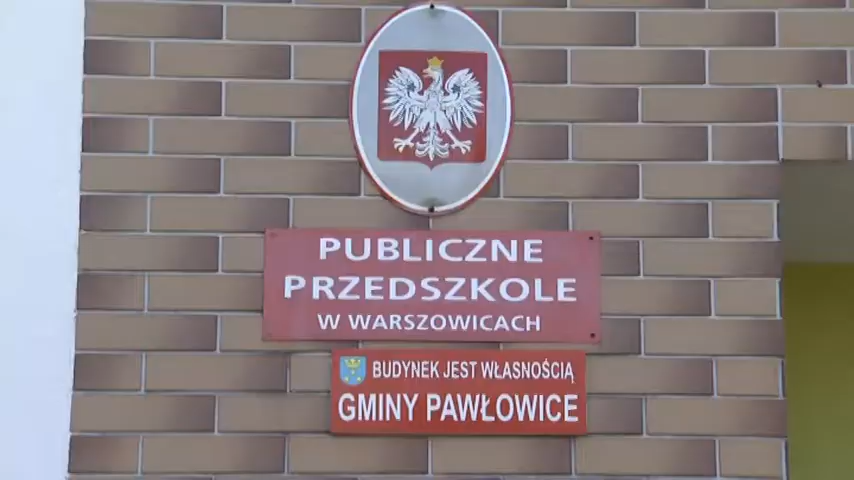 PUBLICZNE
PRZEDSZKOLE
W WARSZOWICACH
BUDYNEK JEST WŁASNOŚCIĄ
GMINY PAWŁOWICE